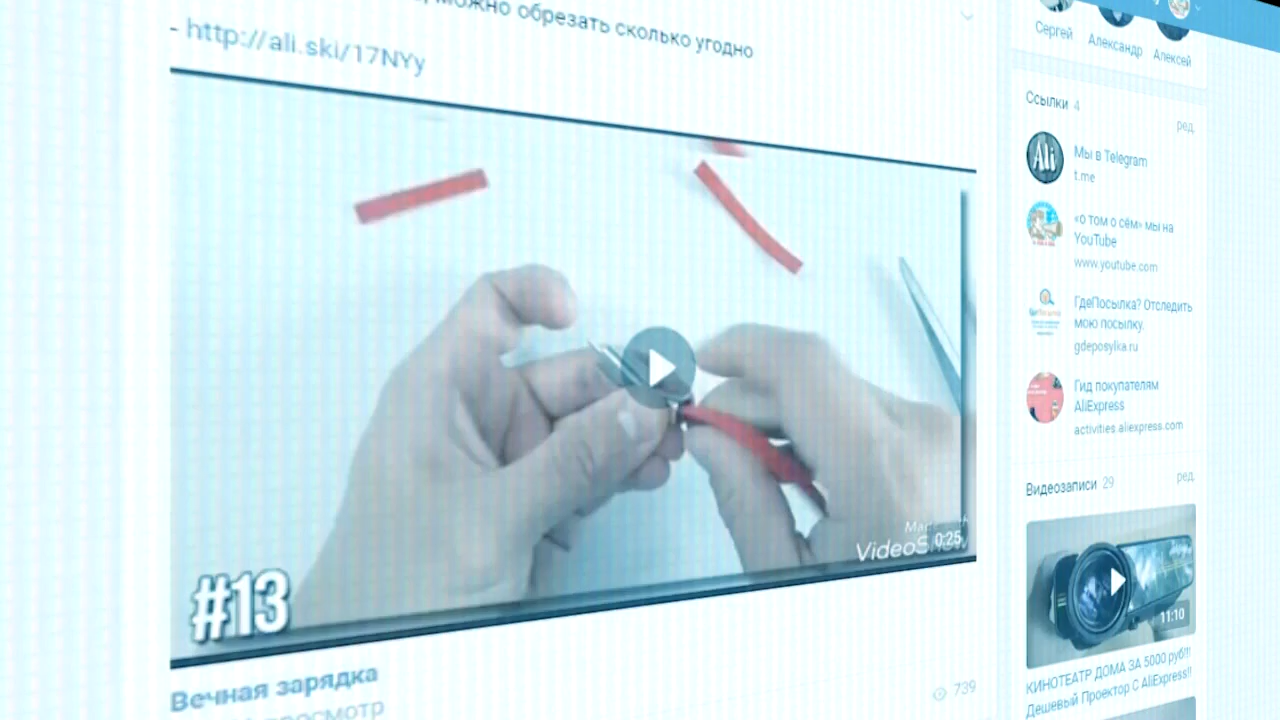 можно обрезать сколько угодно
- http://ali.ski/17NYy
#13
VideoShow
0:25
Вечная зарядка
просмотр
739
Сергей
Александр
Алексей
Ссылки 4
ред.
Ali
Мы в Telegram
t.me
«о том о сём» мы на
YouTube
www.youtube.com
ГдеПосылка? Отследить
мою посылку.
gdeposylka.ru
Гид покупателям
AliExpress
activities.aliexpress.com
Видеозаписи 29
ред.
11:10
КИНОТЕАТР ДОМА ЗА 5000 руб!!!
Дешевый Проектор С AliExpress!!